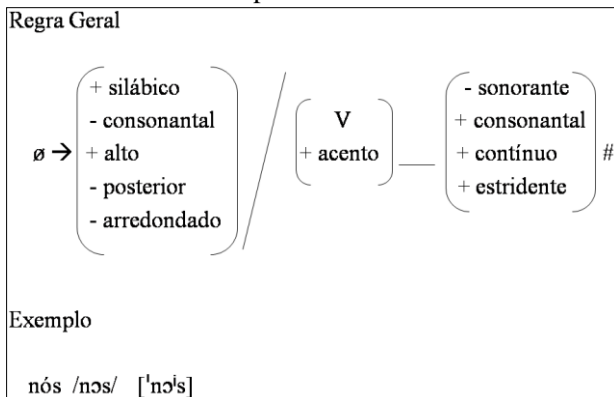 Regra Geral
ø → + silábico - consonantal + alto - posterior - arredondado / V + acento ___ - sonorante + consonantal + contínuo + estridente #
Exemplo
nós /nɔs/ [ˈnɔʲs]